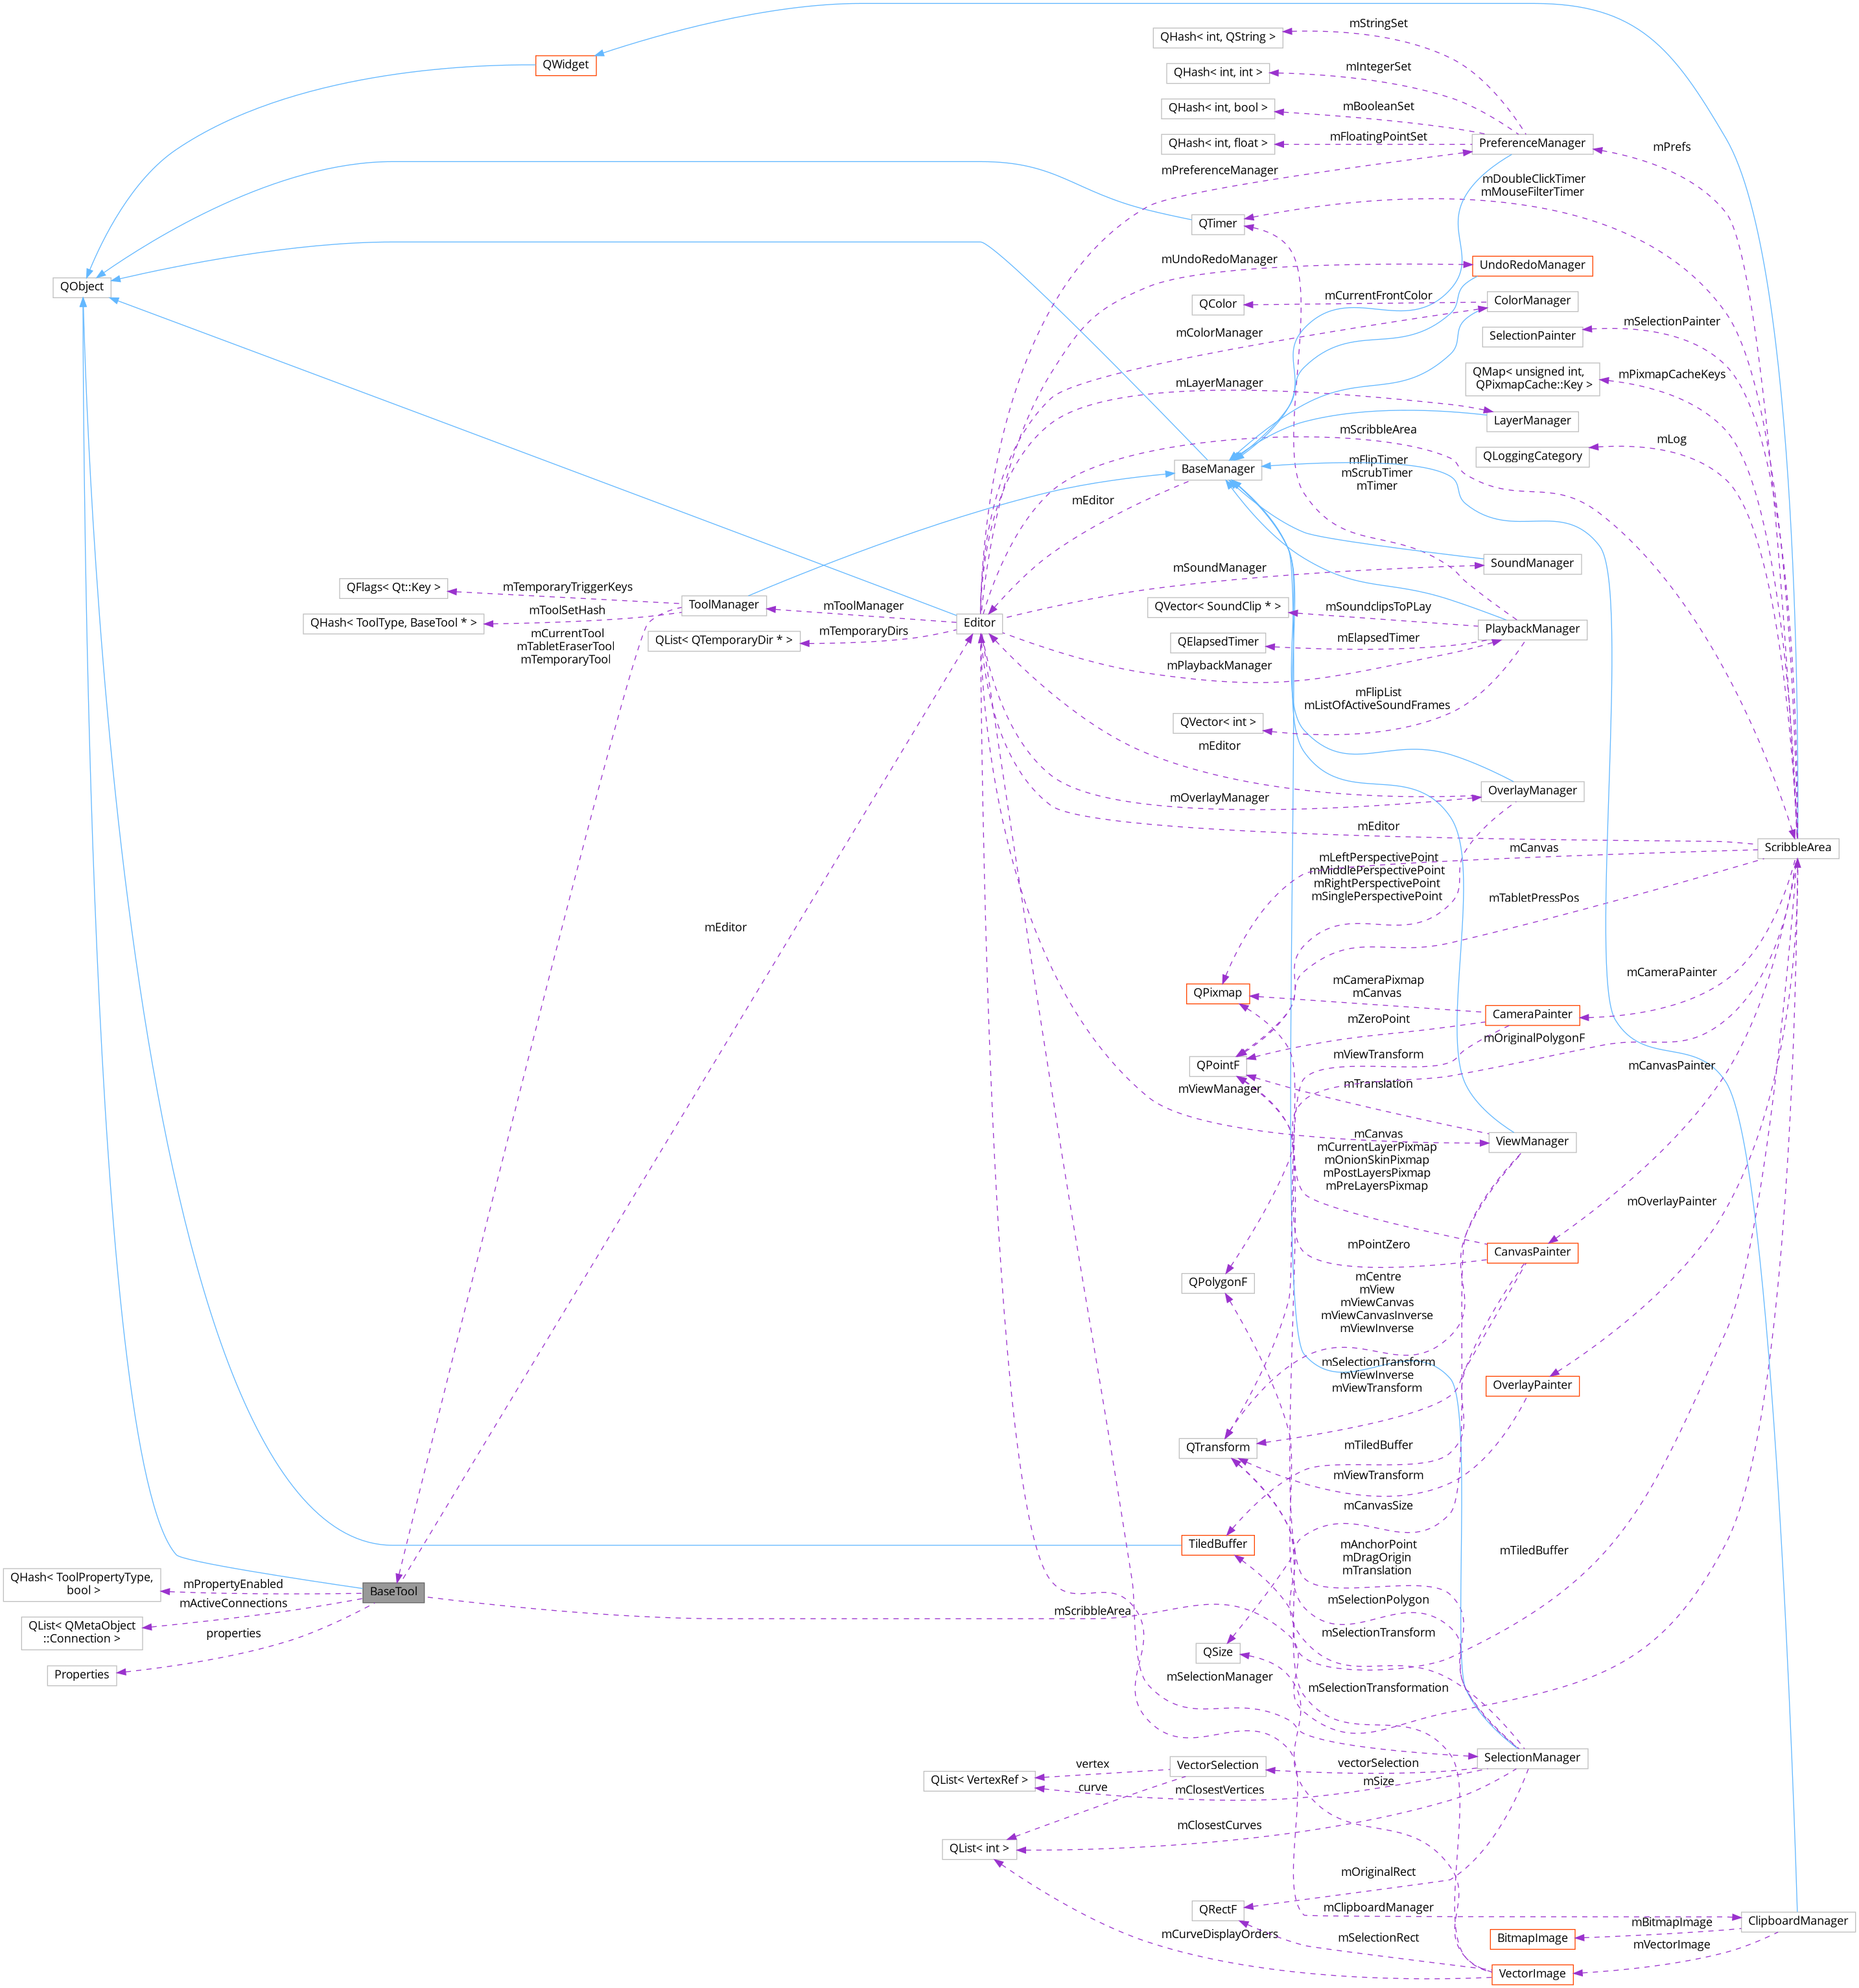 mStringSet
QHash< int, QString >
QWidget
mIntegerSet
QHash< int, int >
mBooleanSet
QHash< int, bool >
mFloatingPointSet
QHash< int, float >
PreferenceManager
mPrefs
mPreferenceManager
mDoubleClickTimer
mMouseFilterTimer
QTimer
mUndoRedoManager
UndoRedoManager
QObject
mCurrentFrontColor
QColor
ColorManager
mColorManager
mSelectionPainter
SelectionPainter
QMap< unsigned int,
QPixmapCache::Key >
mPixmapCacheKeys
mLayerManager
LayerManager
mScribbleArea
mLog
QLoggingCategory
BaseManager
mFlipTimer
mScrubTimer
mTimer
mEditor
SoundManager
mSoundManager
QFlags< Qt::Key >
mTemporaryTriggerKeys
ToolManager
mToolSetHash
mToolManager
QVector< SoundClip * >
mSoundclipsToPLay
QHash< ToolType, BaseTool * >
Editor
PlaybackManager
mCurrentTool
mTabletEraserTool
mTemporaryTool
QList< QTemporaryDir * >
mTemporaryDirs
QElapsedTimer
mElapsedTimer
mPlaybackManager
mFlipList
mListOfActiveSoundFrames
QVector< int >
mEditor
OverlayManager
mOverlayManager
mEditor
ScribbleArea
mCanvas
mLeftPerspectivePoint
mMiddlePerspectivePoint
mRightPerspectivePoint
mSinglePerspectivePoint
mTabletPressPos
mEditor
mCameraPainter
QPixmap
mCameraPixmap
mCanvas
CameraPainter
mZeroPoint
mOriginalPolygonF
QPointF
mViewTransform
mCanvasPainter
mTranslation
mViewManager
mCanvas
mCurrentLayerPixmap
mOnionSkinPixmap
mPostLayersPixmap
mPreLayersPixmap
ViewManager
mOverlayPainter
mPointZero
CanvasPainter
QPolygonF
mCentre
mView
mViewCanvas
mViewCanvasInverse
mViewInverse
mSelectionTransform
mViewInverse
mViewTransform
OverlayPainter
QTransform
mTiledBuffer
mViewTransform
mCanvasSize
TiledBuffer
mAnchorPoint
mDragOrigin
mTranslation
mTiledBuffer
QHash< ToolPropertyType,
bool >
mPropertyEnabled
BaseTool
mActiveConnections
mScribbleArea
mSelectionPolygon
QList< QMetaObject
::Connection >
properties
mSelectionTransform
QSize
Properties
mSelectionManager
mSelectionTransformation
SelectionManager
vertex
VectorSelection
vectorSelection
QList< VertexRef >
curve
mClosestVertices
mSize
mClosestCurves
QList< int >
mOriginalRect
QRectF
mClipboardManager
ClipboardManager
mCurveDisplayOrders
mSelectionRect
mBitmapImage
BitmapImage
mVectorImage
VectorImage